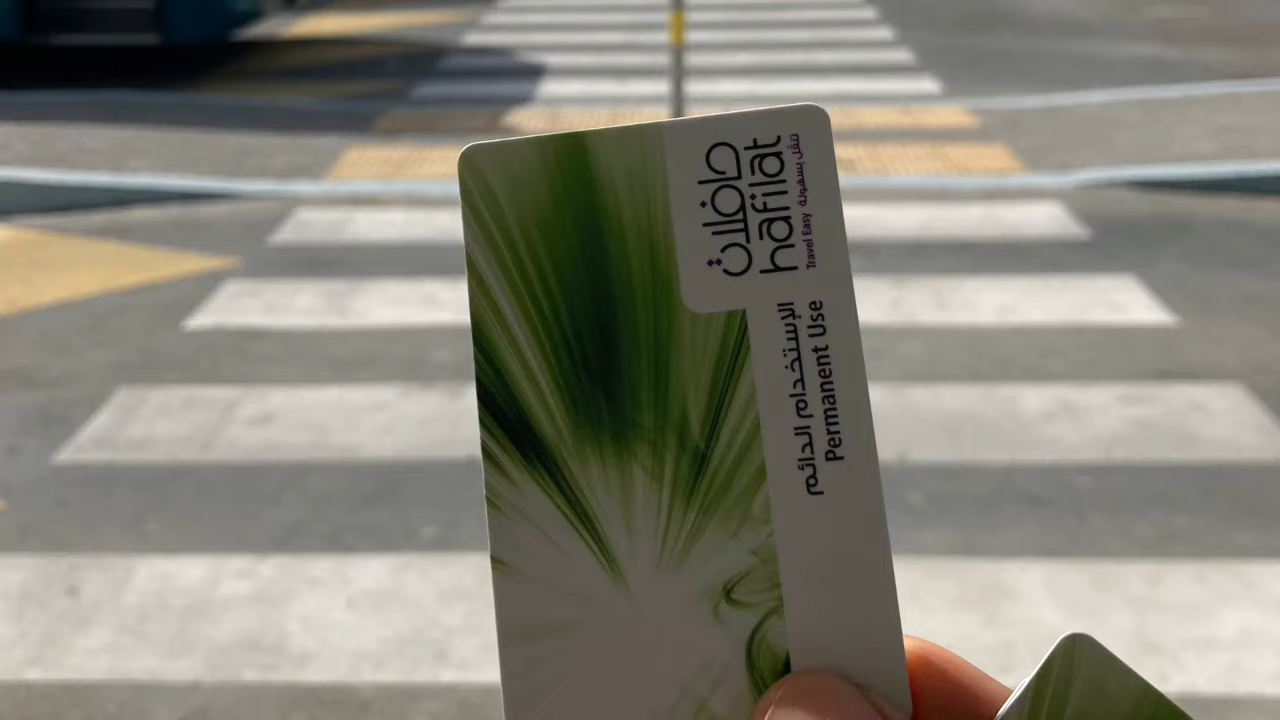 حافلات
hafilat
Travel Easy تنقل بسهولة
الإستخدام الدائم
Permanent Use